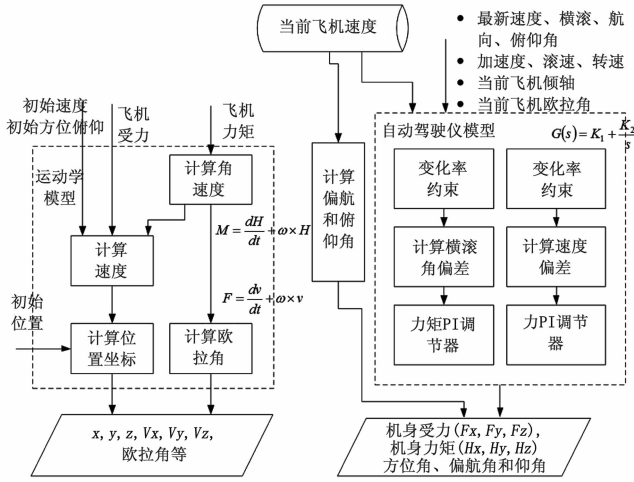 当前飞机速度
• 最新速度、横滚、航
向、俯仰角
• 加速度、滚速、转速
• 当前飞机倾轴
• 当前飞机欧拉角
初始速度
初始方位俯仰
飞机
受力
飞机
力矩
运动学
模型
计算角
速度
M = dH/dt + ω × H
计算
速度
F = dv/dt + ω × v
初始
位置
计算位
置坐标
计算欧
拉角
x, y, z, Vx, Vy, Vz,
欧拉角等
计算
偏航
和俯
仰角
自动驾驶仪模型
G(s) = K₁ + K₂/s
变化率
约束
变化率
约束
计算横滚
角偏差
计算速度
偏差
力矩PI调
节器
力PI调节
器
机身受力(Fx, Fy, Fz),
机身力矩(Hx, Hy, Hz)
方位角、偏航角和仰角